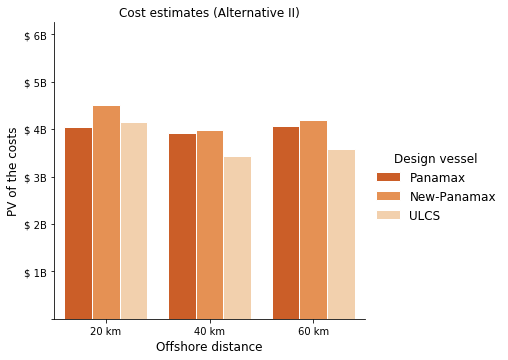 Cost estimates (Alternative II)
$ 6B
$ 5B
$ 4B
$ 3B
$ 2B
$ 1B
PV of the costs
20 km
40 km
60 km
Offshore distance
Design vessel
Panamax
New-Panamax
ULCS